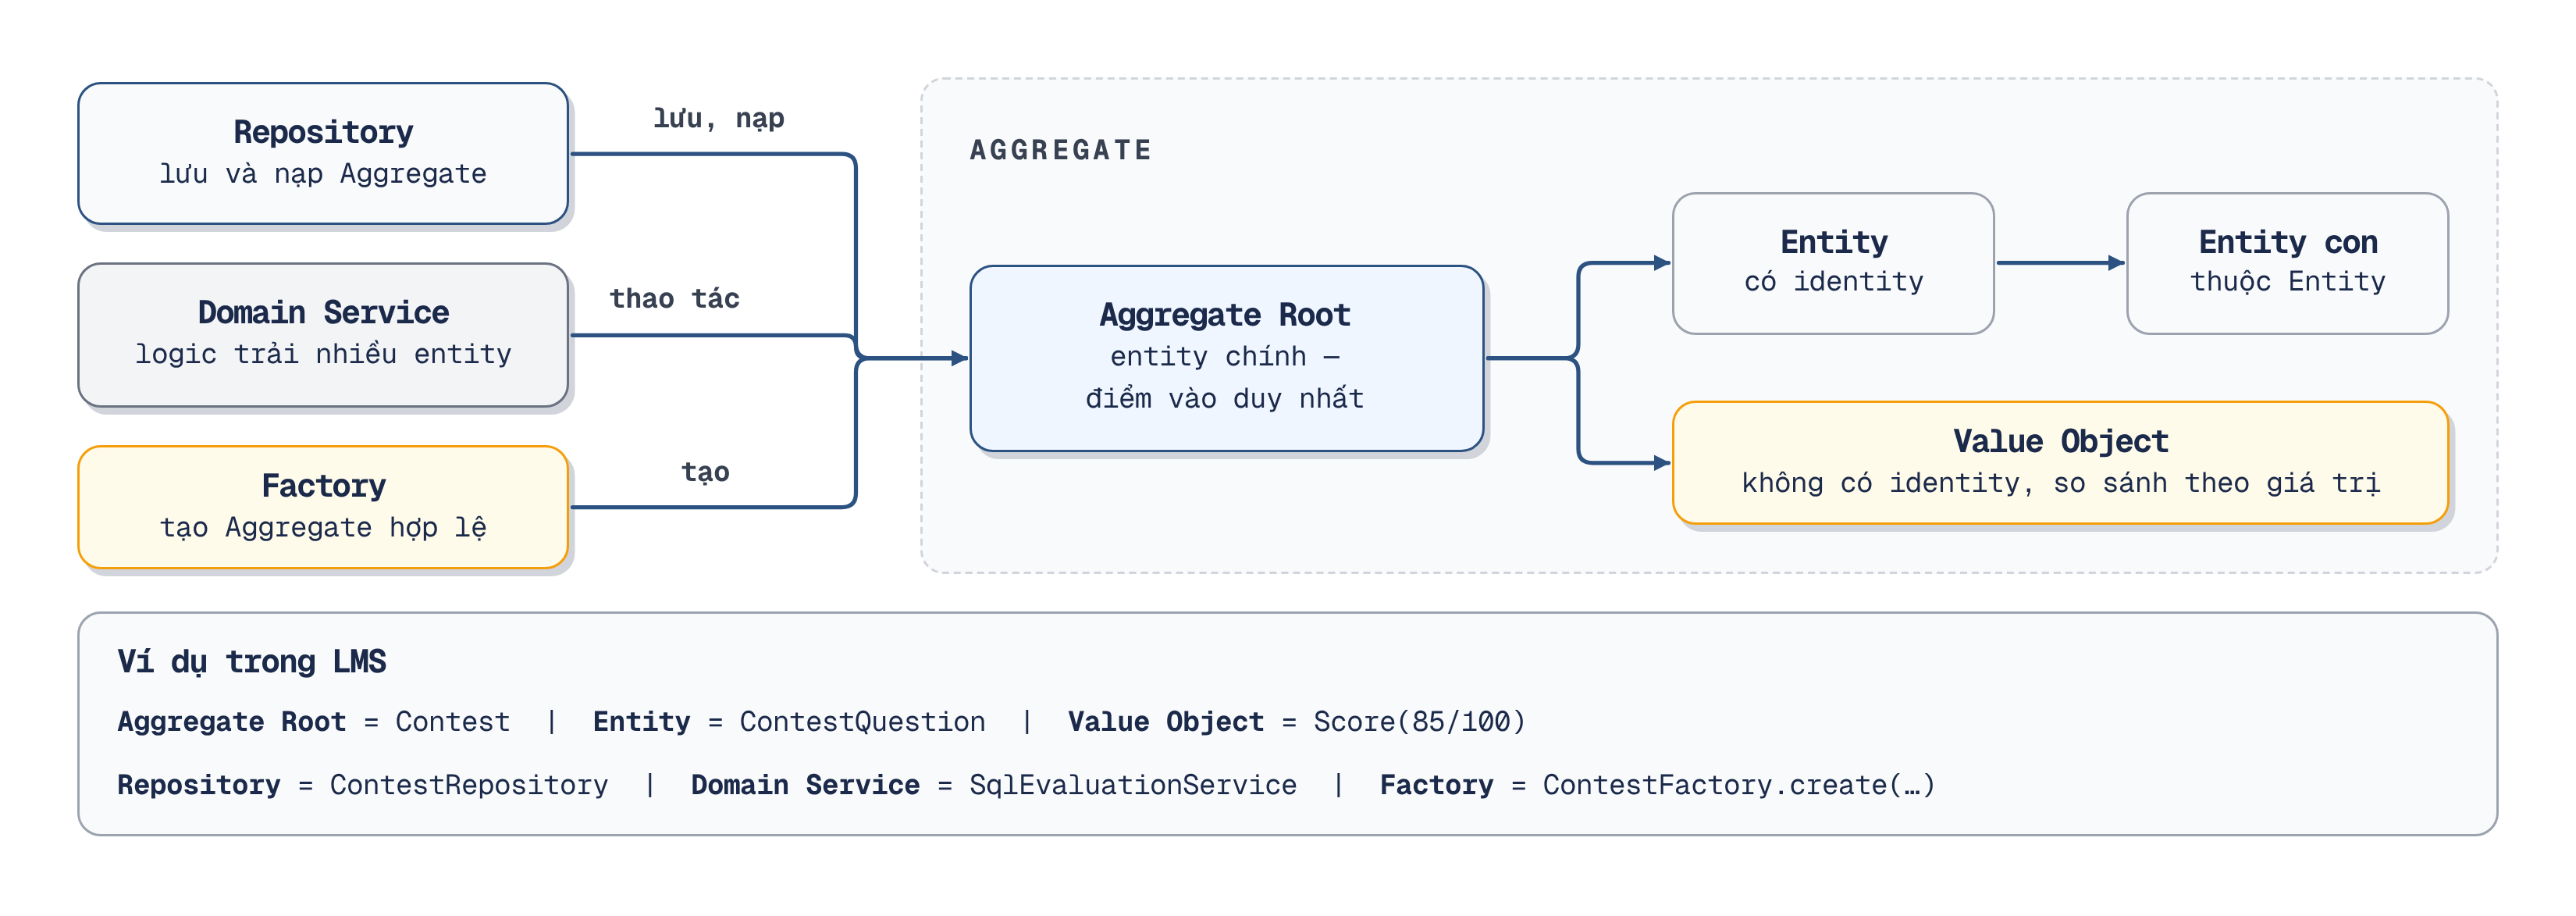 Repository
lưu và nạp Aggregate
lưu, nạp
Domain Service
logic trải nhiều entity
thao tác
Factory
tạo Aggregate hợp lệ
tạo
AGGREGATE
Aggregate Root
entity chính —
điểm vào duy nhất
Entity
có identity
Entity con
thuộc Entity
Value Object
không có identity, so sánh theo giá trị
Ví dụ trong LMS
Aggregate Root = Contest | Entity = ContestQuestion | Value Object = Score(85/100)
Repository = ContestRepository | Domain Service = SqlEvaluationService | Factory = ContestFactory.create(…)